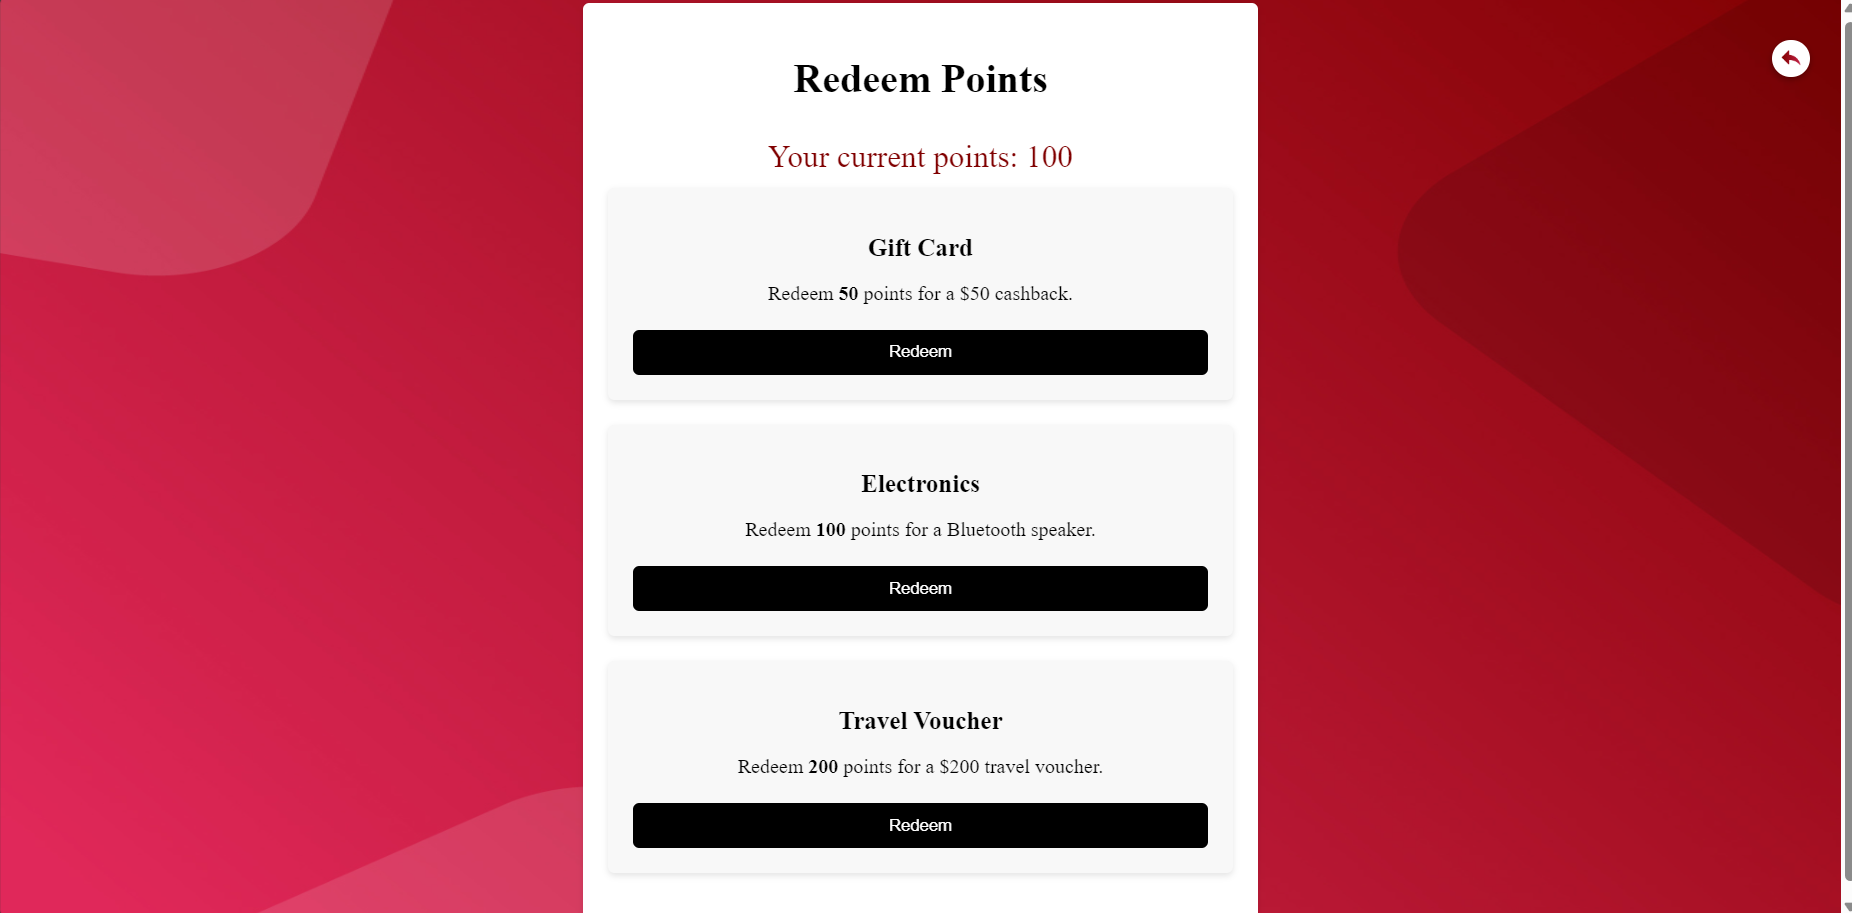 Redeem Points
Your current points: 100
Gift Card
Redeem 50 points for a $50 cashback.
Redeem
Electronics
Redeem 100 points for a Bluetooth speaker.
Redeem
Travel Voucher
Redeem 200 points for a $200 travel voucher.
Redeem